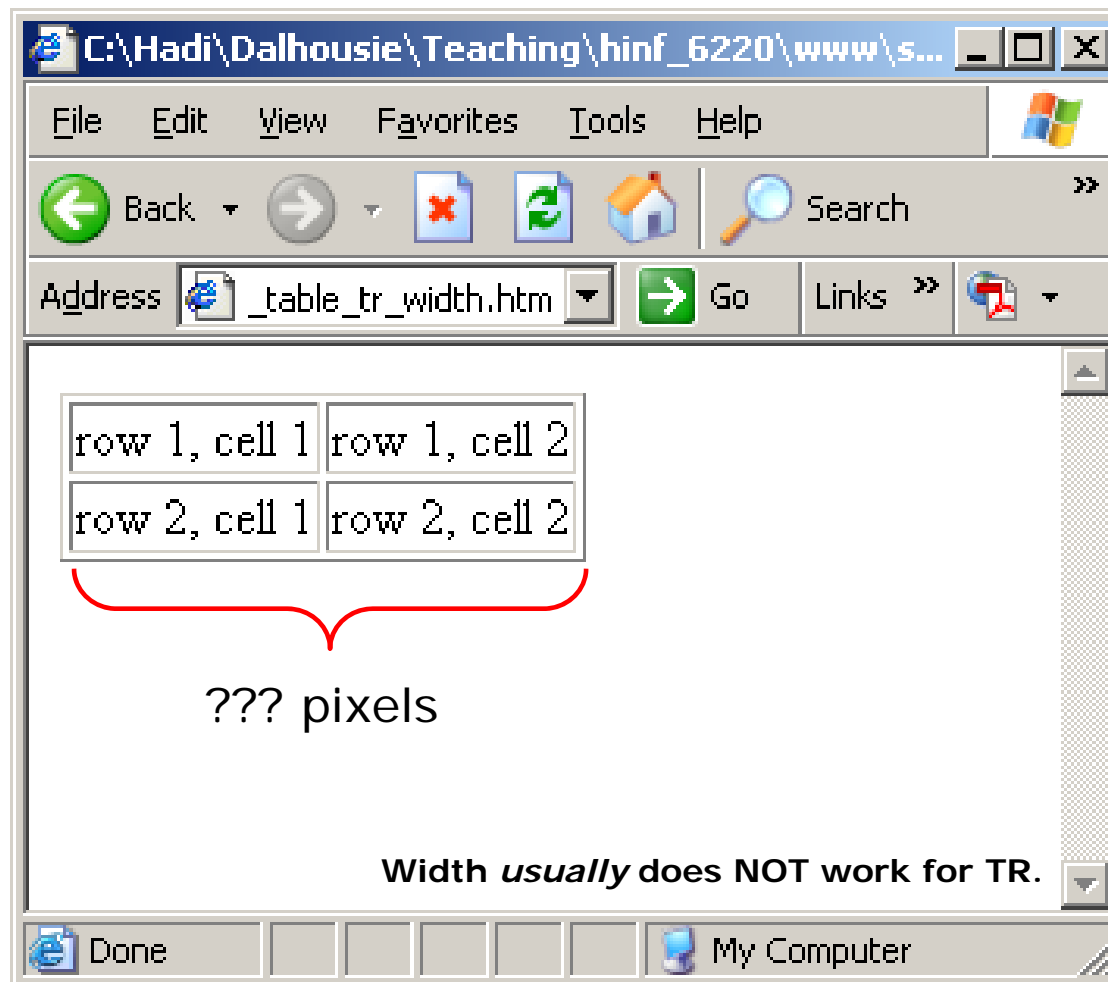 C:\Hadi\Dalhousie\Teaching\hinf_6220\www\s...
File Edit View Favorites Tools Help
Back Search »
Address _table_tr_width.htm Go Links »
row 1, cell 1 row 1, cell 2
row 2, cell 1 row 2, cell 2
??? pixels
Width usually does NOT work for TR.
Done My Computer